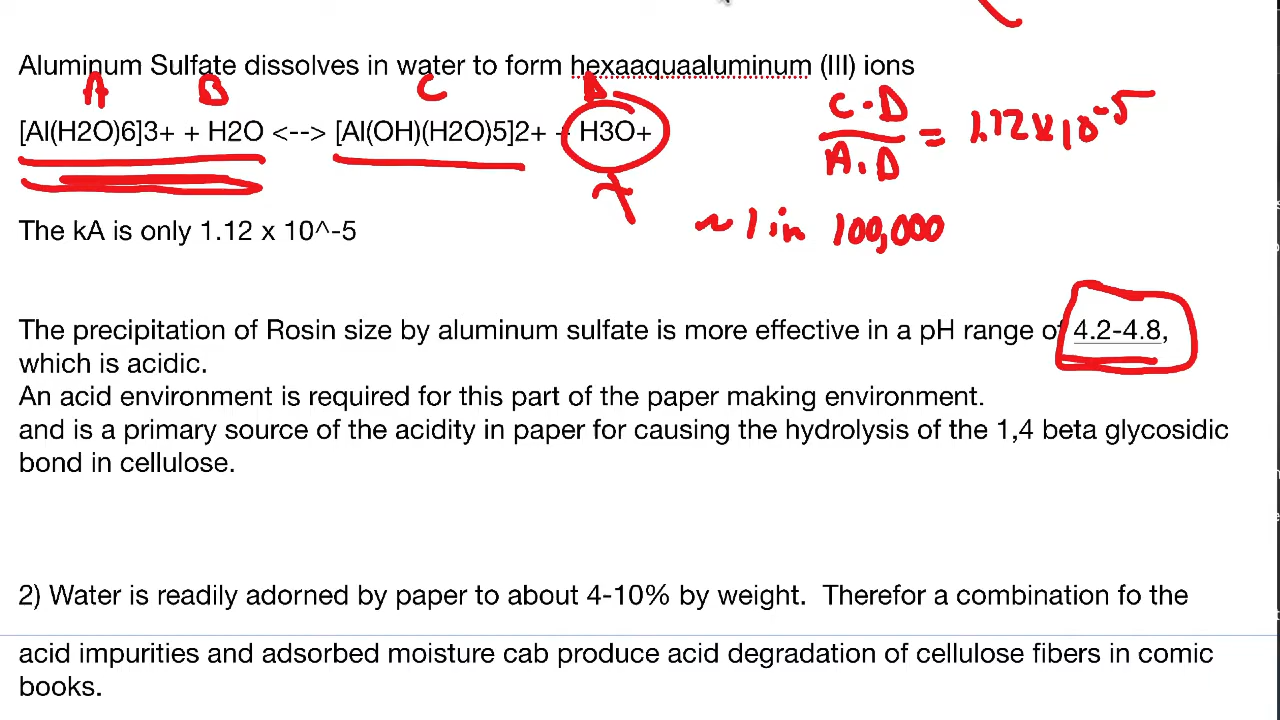 Aluminum Sulfate dissolves in water to form hexaaquaaluminum (III) ions
A B C D
[Al(H2O)6]3+ + H2O <--> [Al(OH)(H2O)5]2+ + H3O+
C·D
A.D
= 1.12 x 10-5
The kA is only 1.12 x 10^-5
~ 1 in 100,000
The precipitation of Rosin size by aluminum sulfate is more effective in a pH range of 4.2-4.8,
which is acidic.
An acid environment is required for this part of the paper making environment.
and is a primary source of the acidity in paper for causing the hydrolysis of the 1,4 beta glycosidic
bond in cellulose.
2) Water is readily adorned by paper to about 4-10% by weight. Therefor a combination fo the
acid impurities and adsorbed moisture cab produce acid degradation of cellulose fibers in comic
books.